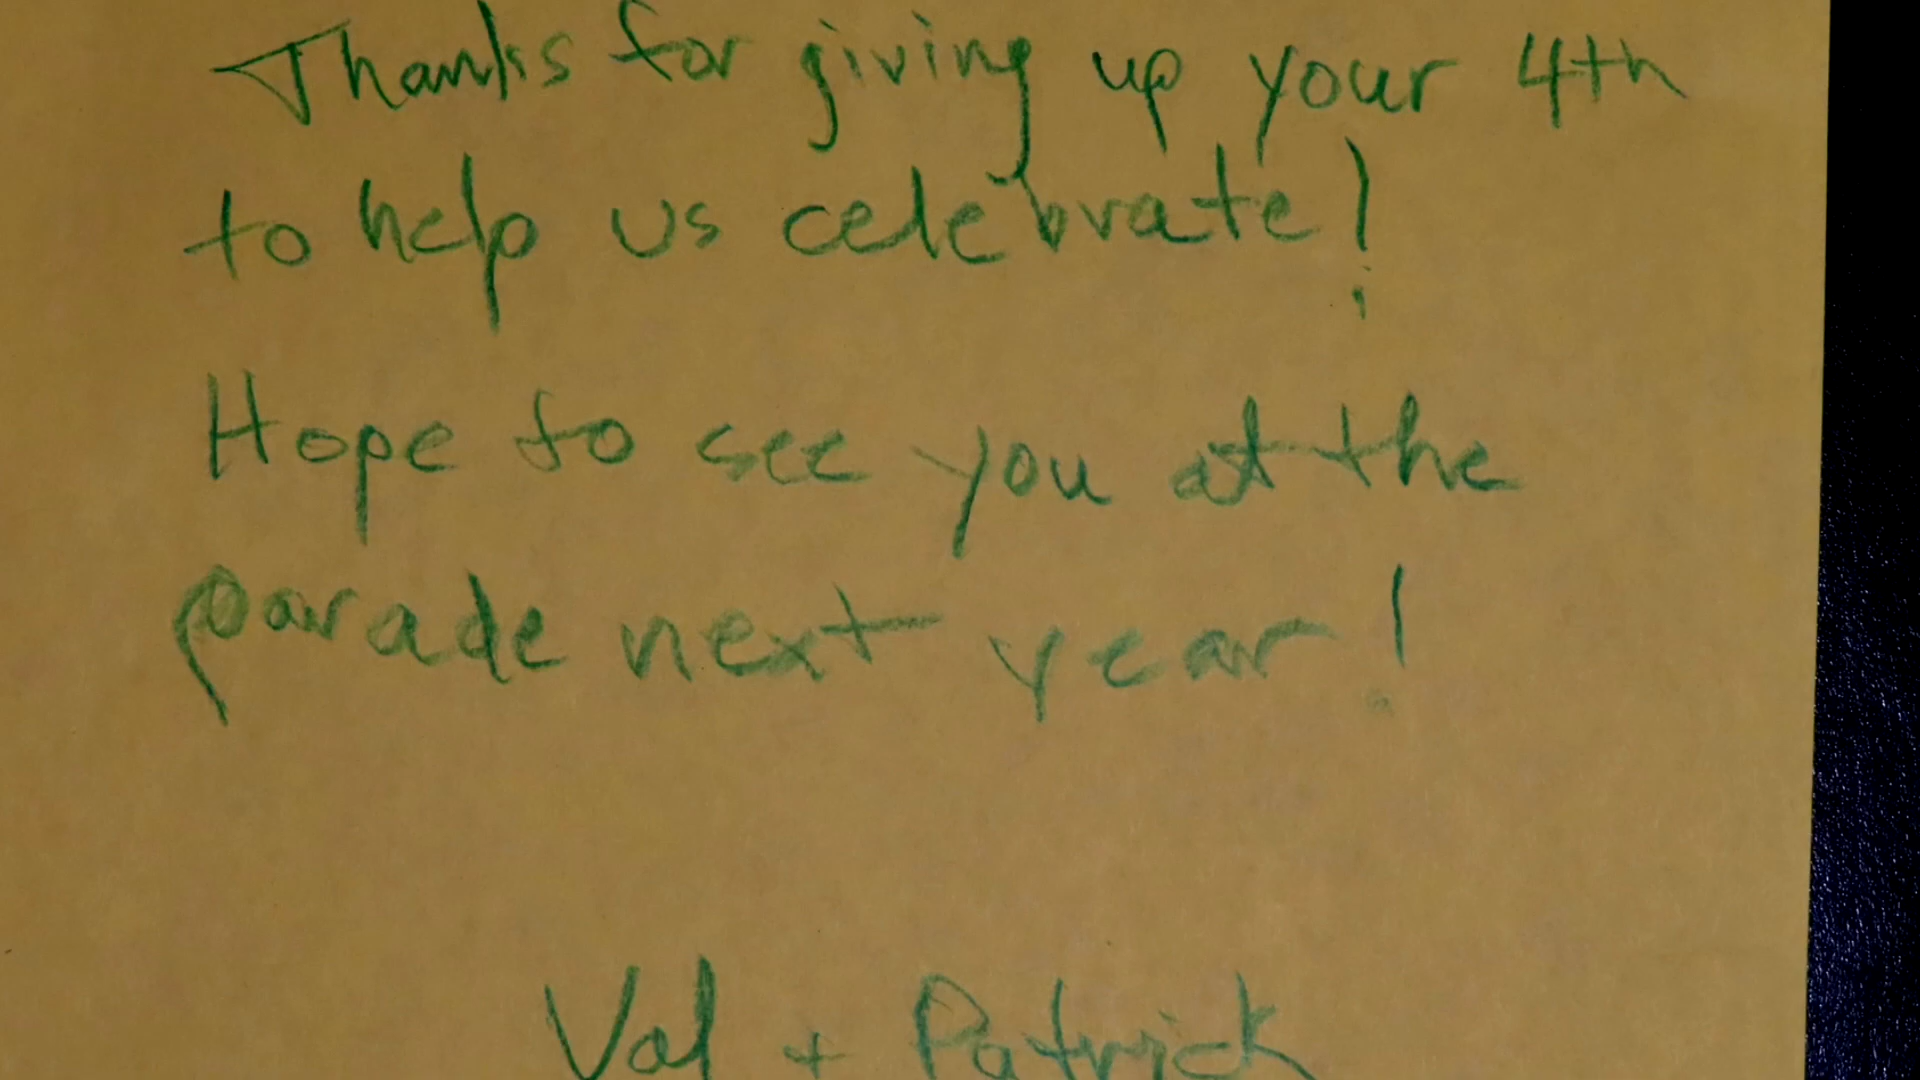 Thanks for giving up your 4th
to help us celebrate!
Hope to see you at the
parade next year!
Val + Patrick